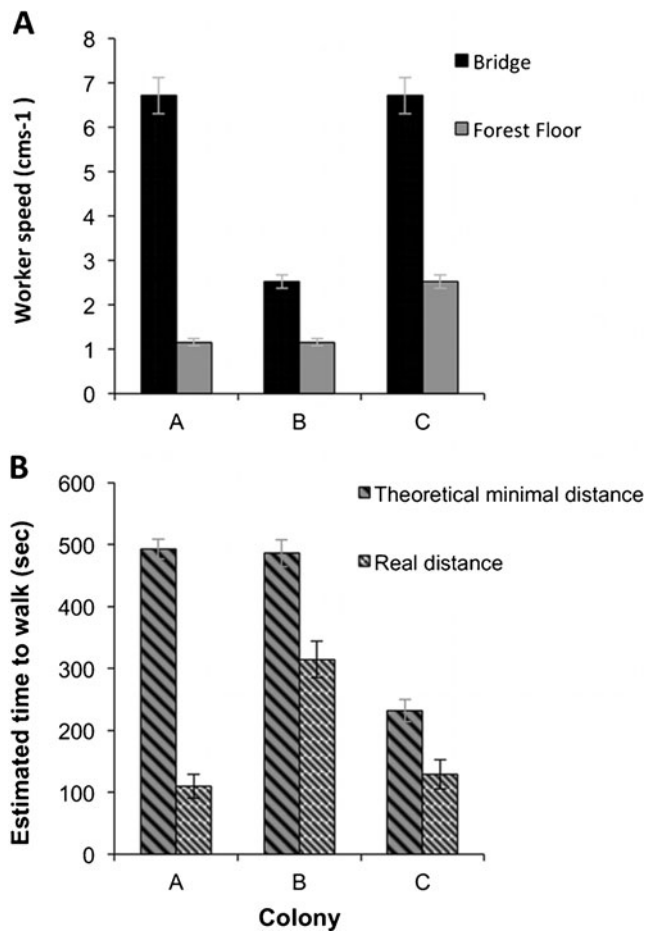 A
8
7
6
5
4
3
2
1
0
Worker speed (cms-1 )
Bridge
Forest Floor
A B C
B
600
500
400
300
200
100
0
Estimated time to walk (sec)
Theoretical minimal distance
Real distance
A B C
Colony